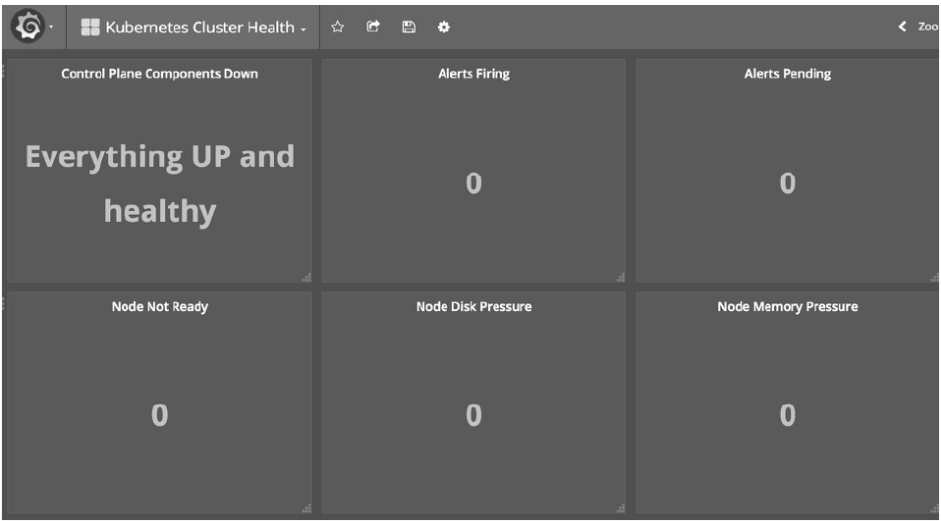 Kubernetes Cluster Health
Zoo
Control Plane Components Down
Alerts Firing
Alerts Pending
Everything UP and
healthy
0
0
Node Not Ready
Node Disk Pressure
Node Memory Pressure
0
0
0